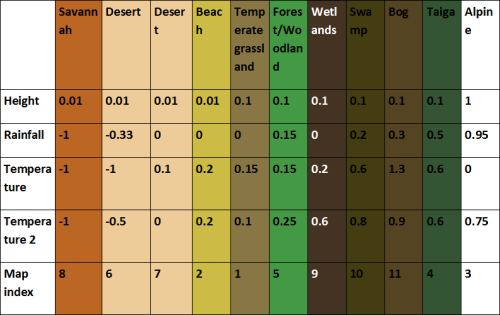 Savannah Desert Desert Beach Temperate grassland Forest/Woodland Wetlands Swamp Bog Taiga Alpine
Height 0.01 0.01 0.01 0.01 0.1 0.1 0.1 0.1 0.1 0.1 1
Rainfall -1 -0.33 0 0 0 0.15 0 0.2 0.3 0.5 0.95
Temperature -1 -1 0.1 0.2 0.15 0.15 0.2 0.6 1.3 0.6 0
Temperature 2 -1 -0.5 0 0.2 0.1 0.25 0.6 0.8 0.9 0.6 0.75
Map index 8 6 7 2 1 5 9 10 11 4 3